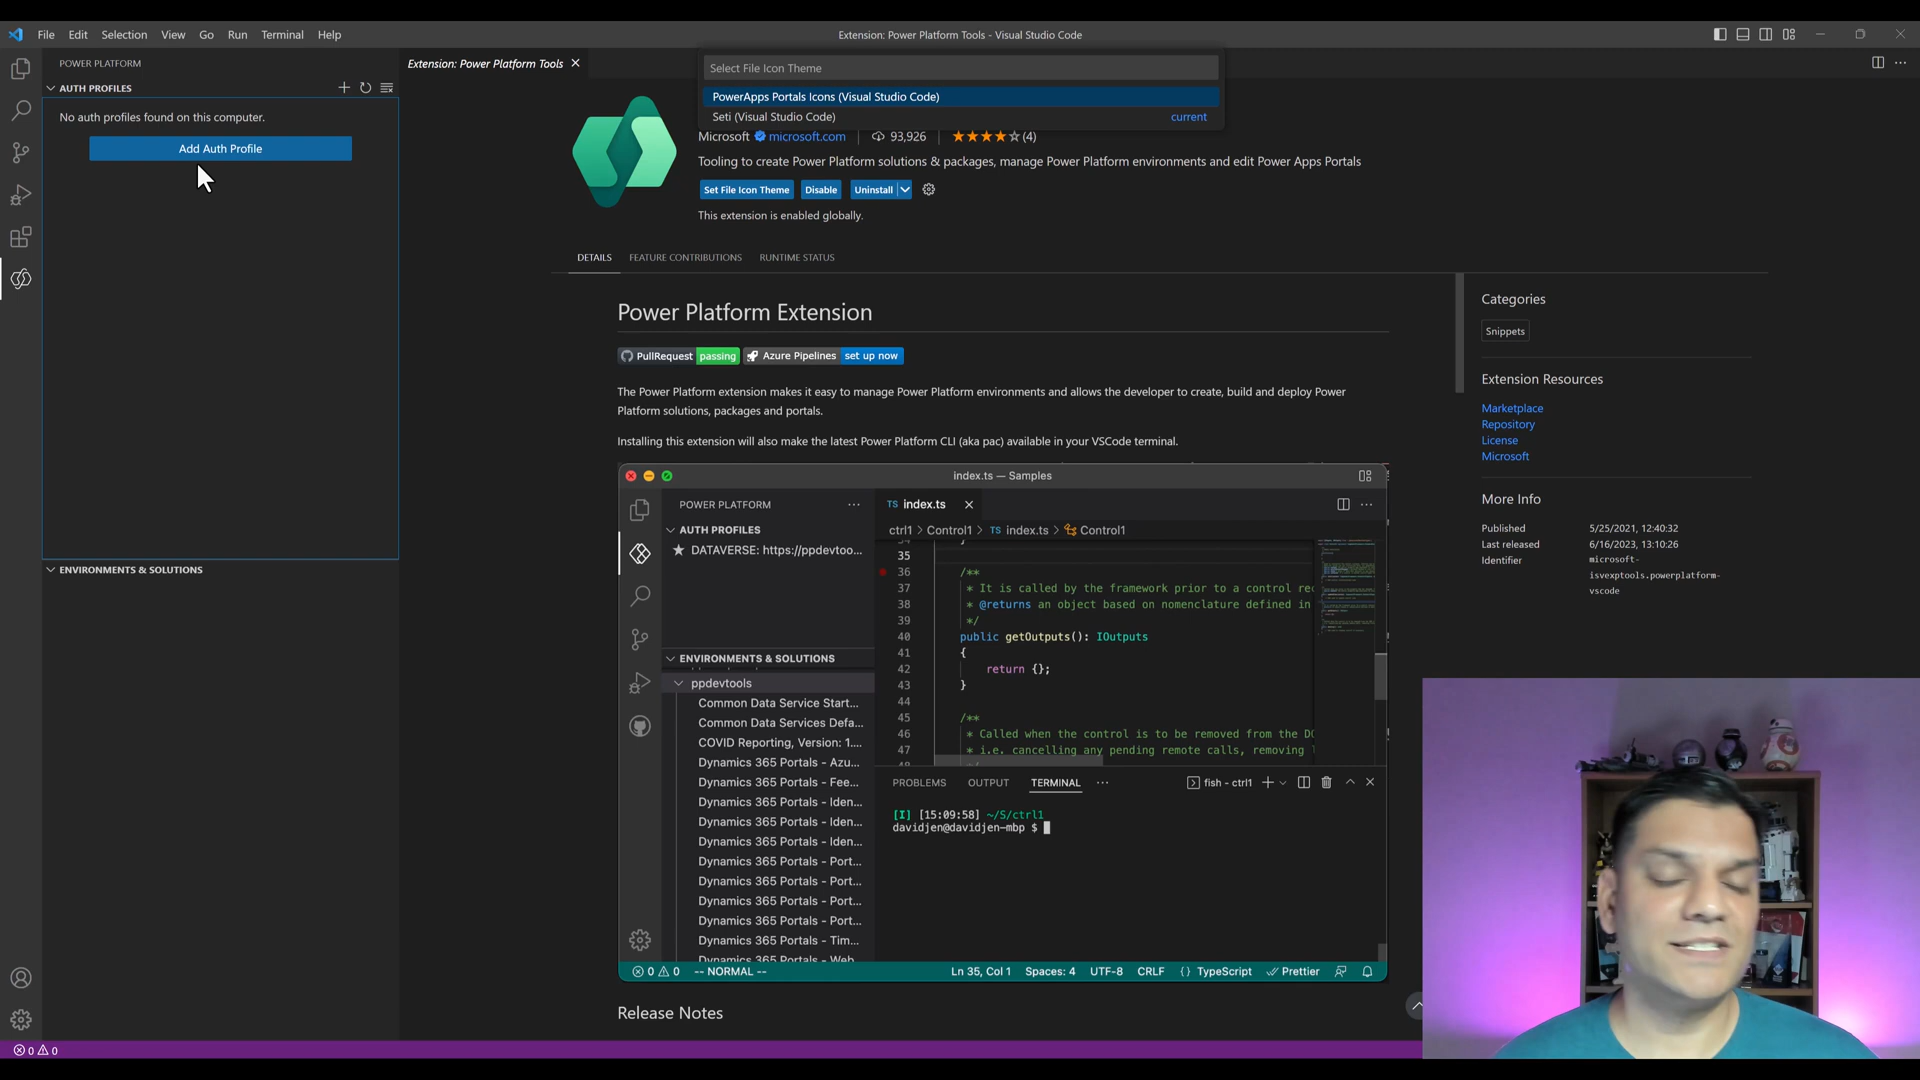 File Edit Selection View Go Run Terminal Help
Extension: Power Platform Tools - Visual Studio Code
POWER PLATFORM
AUTH PROFILES
No auth profiles found on this computer.
Add Auth Profile
ENVIRONMENTS & SOLUTIONS
Extension: Power Platform Tools
Select File Icon Theme
PowerApps Portals Icons (Visual Studio Code)
Seti (Visual Studio Code) current
Microsoft microsoft.com 93,926 (4)
Tooling to create Power Platform solutions & packages, manage Power Platform environments and edit Power Apps Portals
Set File Icon Theme Disable Uninstall
This extension is enabled globally.
DETAILS FEATURE CONTRIBUTIONS RUNTIME STATUS
Power Platform Extension
PullRequest passing Azure Pipelines set up now
The Power Platform extension makes it easy to manage Power Platform environments and allows the developer to create, build and deploy Power
Platform solutions, packages and portals.
Installing this extension will also make the latest Power Platform CLI (aka pac) available in your VSCode terminal.
index.ts — Samples
POWER PLATFORM
AUTH PROFILES
DATAVERSE: https://ppdevtoo...
ENVIRONMENTS & SOLUTIONS
ppdevtools
Common Data Service Start...
Common Data Services Defa...
COVID Reporting, Version: 1....
Dynamics 365 Portals - Azu...
Dynamics 365 Portals - Fee...
Dynamics 365 Portals - Iden...
Dynamics 365 Portals - Iden...
Dynamics 365 Portals - Iden...
Dynamics 365 Portals - Port...
Dynamics 365 Portals - Port...
Dynamics 365 Portals - Port...
Dynamics 365 Portals - Port...
Dynamics 365 Portals - Tim...
Dynamics 365 Portals - Web
TS index.ts
ctrl1 > Control1 > TS index.ts > Control1
34 }
35
36 /**
37 * It is called by the framework prior to a control rec
38 * @returns an object based on nomenclature defined in
39 */
40 public getOutputs(): IOutputs
41 {
42 return {};
43 }
44
45 /**
46 * Called when the control is to be removed from the DO
47 * i.e. cancelling any pending remote calls, removing l
48 */
PROBLEMS OUTPUT TERMINAL ··· fish - ctrl1
[I] [15:09:58] ~/S/ctrl1
davidjen@davidjen-mbp $
0 0 -- NORMAL -- Ln 35, Col 1 Spaces: 4 UTF-8 CRLF {} TypeScript Prettier
Release Notes
Categories
Snippets
Extension Resources
Marketplace
Repository
License
Microsoft
More Info
Published 5/25/2021, 12:40:32
Last released 6/16/2023, 13:10:26
Identifier microsoft-
isvexptools.powerplatform-
vscode
0 0